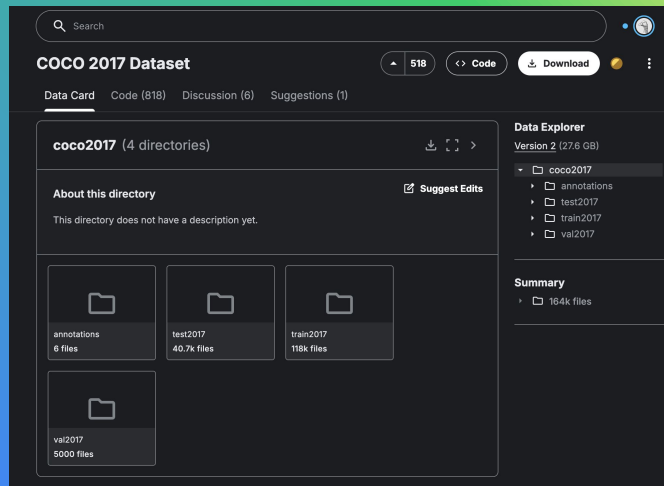 Search
COCO 2017 Dataset
518
<> Code
Download
Data Card Code (818) Discussion (6) Suggestions (1)
coco2017 (4 directories)
About this directory
Suggest Edits
This directory does not have a description yet.
annotations
6 files
test2017
40.7k files
train2017
118k files
val2017
5000 files
Data Explorer
Version 2 (27.6 GB)
coco2017
annotations
test2017
train2017
val2017
Summary
164k files